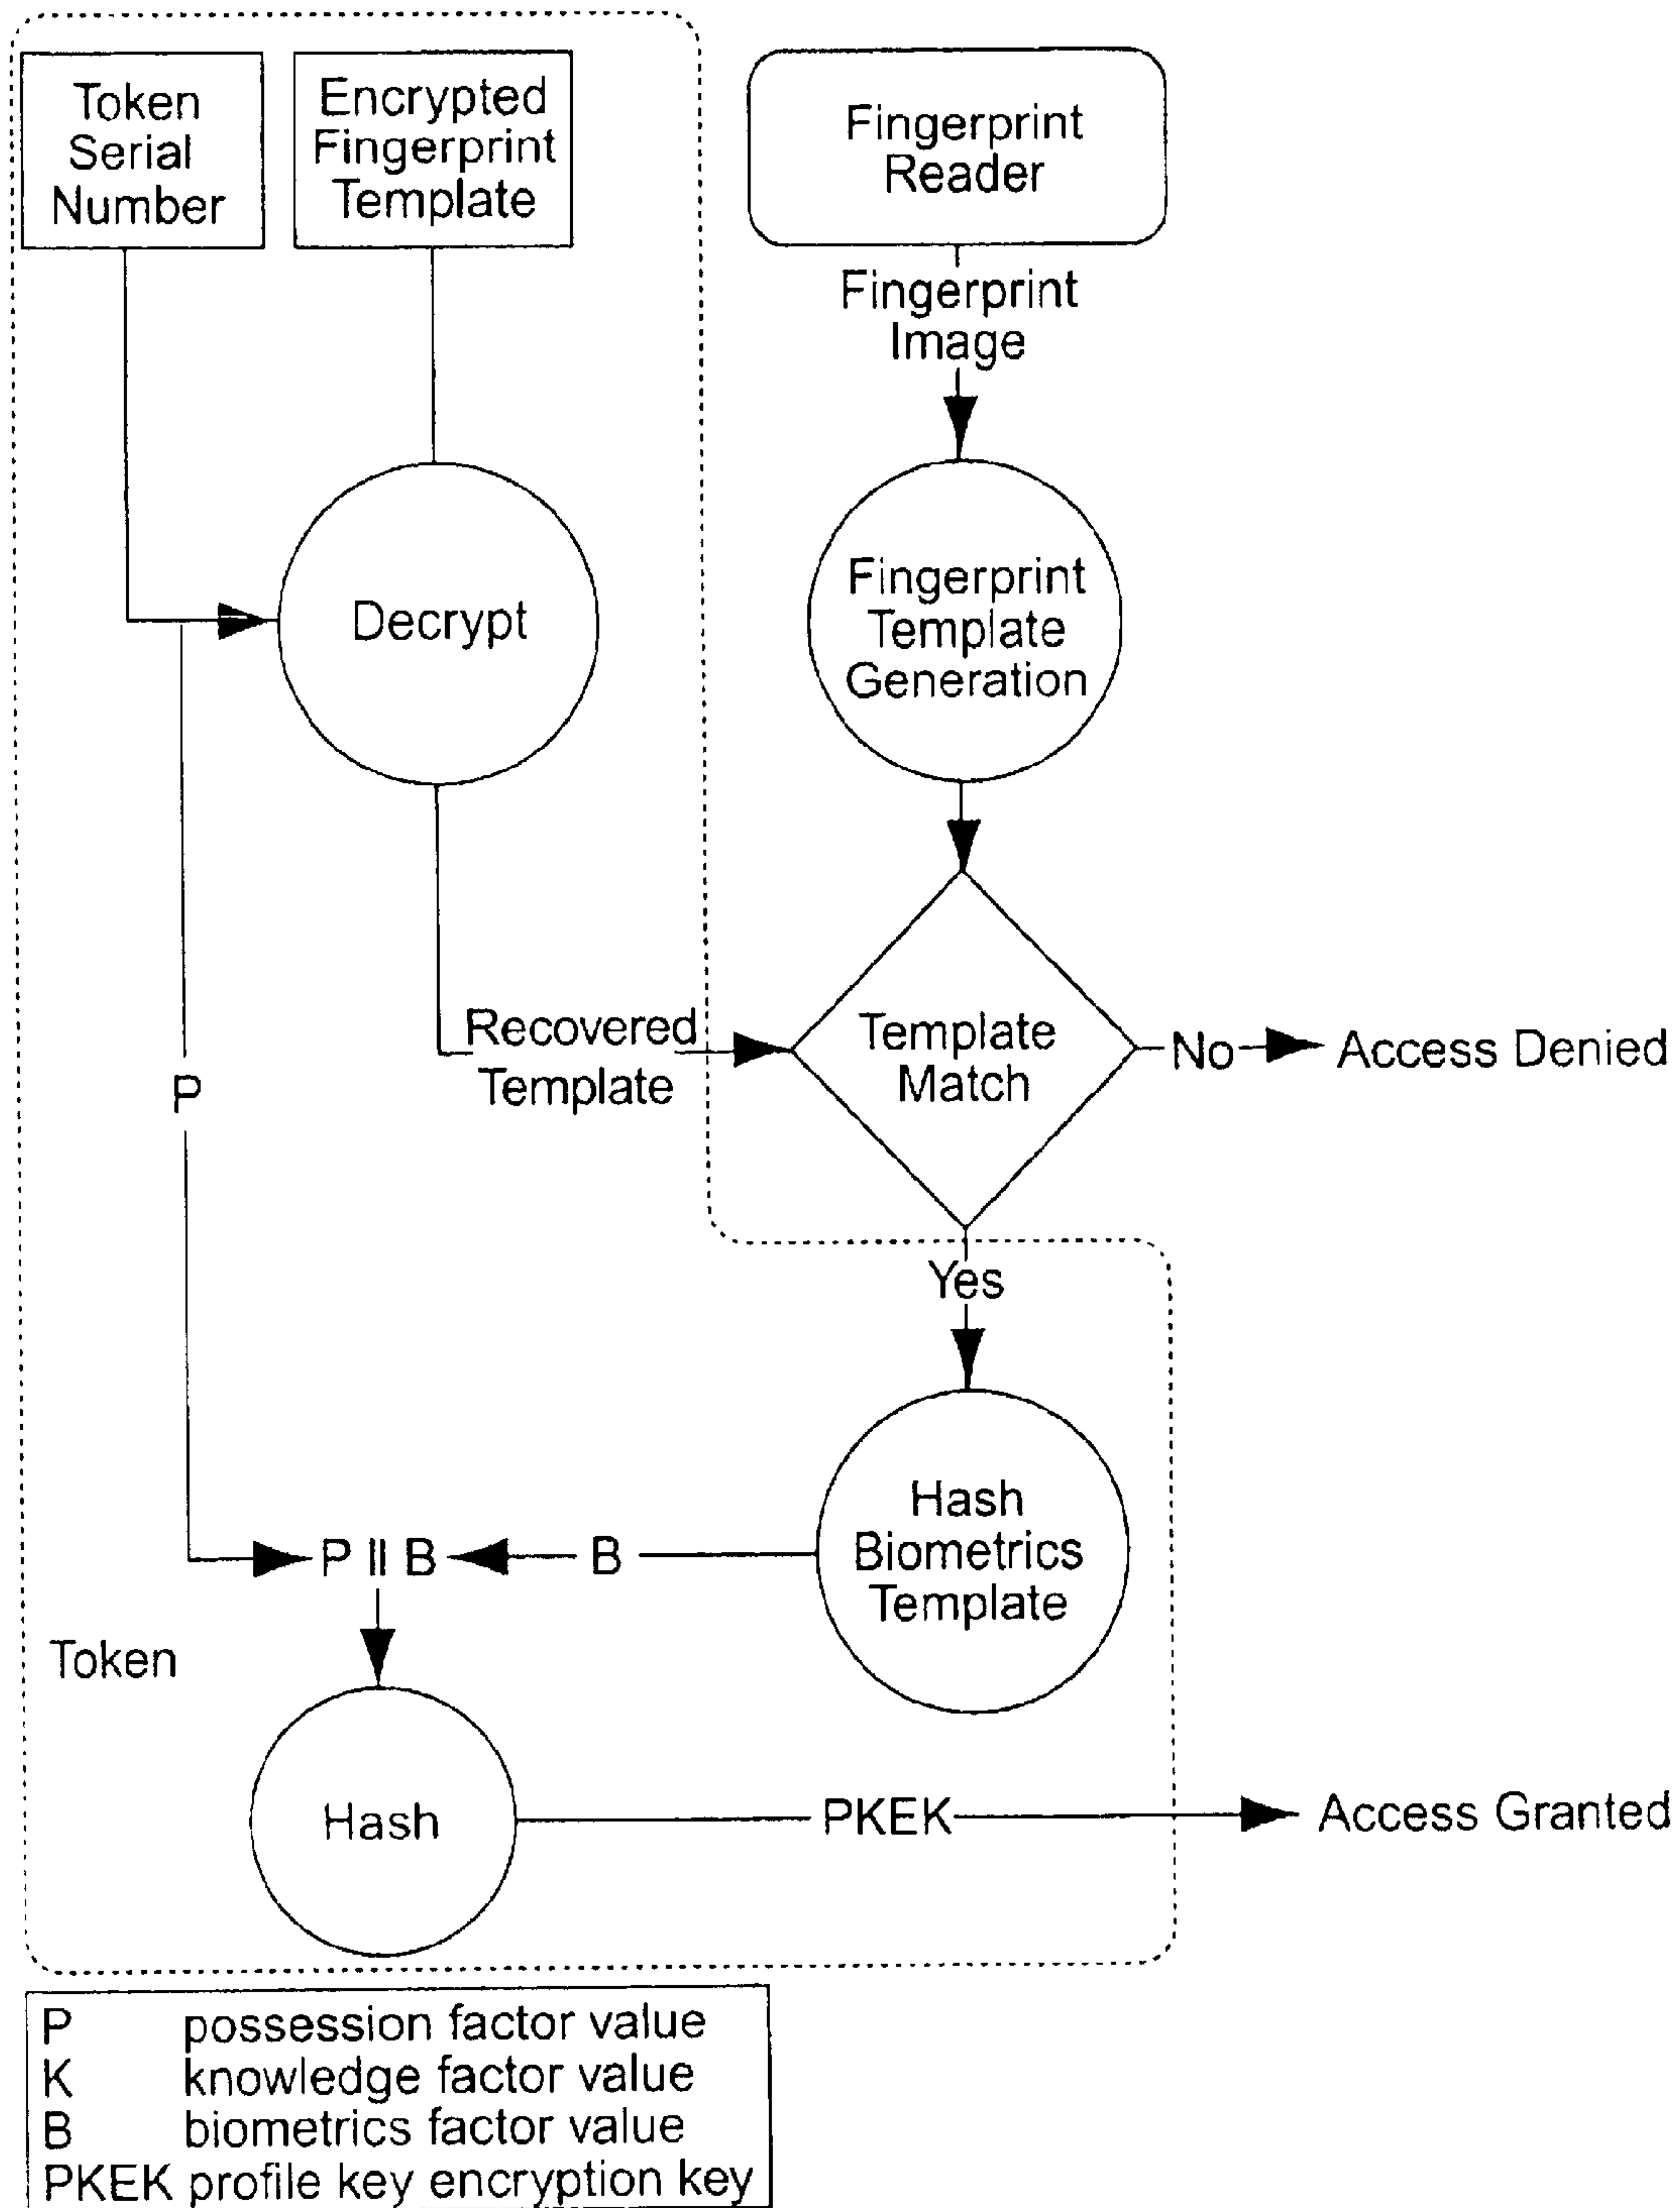 Token
Serial
Number
Encrypted
Fingerprint
Template
Fingerprint
Reader
Fingerprint
Image
Decrypt
Fingerprint
Template
Generation
Recovered
Template
Template
Match
No
Access Denied
P
Yes
Hash
Biometrics
Template
P || B
B
Token
Hash
PKEK
Access Granted
P possession factor value
K knowledge factor value
B biometrics factor value
PKEK profile key encryption key